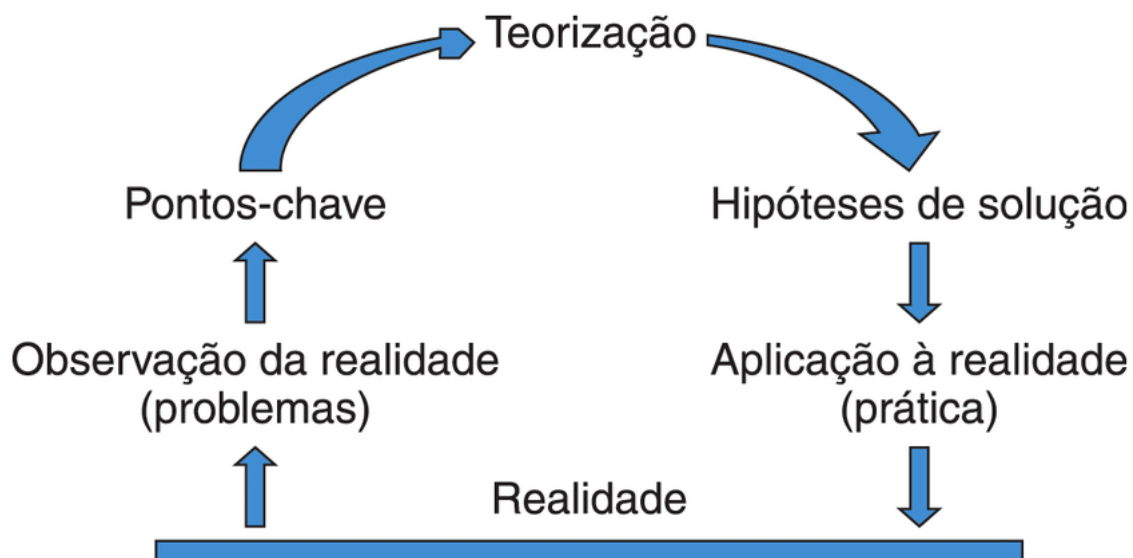 Teorização
Pontos-chave
Hipóteses de solução
Observação da realidade
(problemas)
Aplicação à realidade
(prática)
Realidade